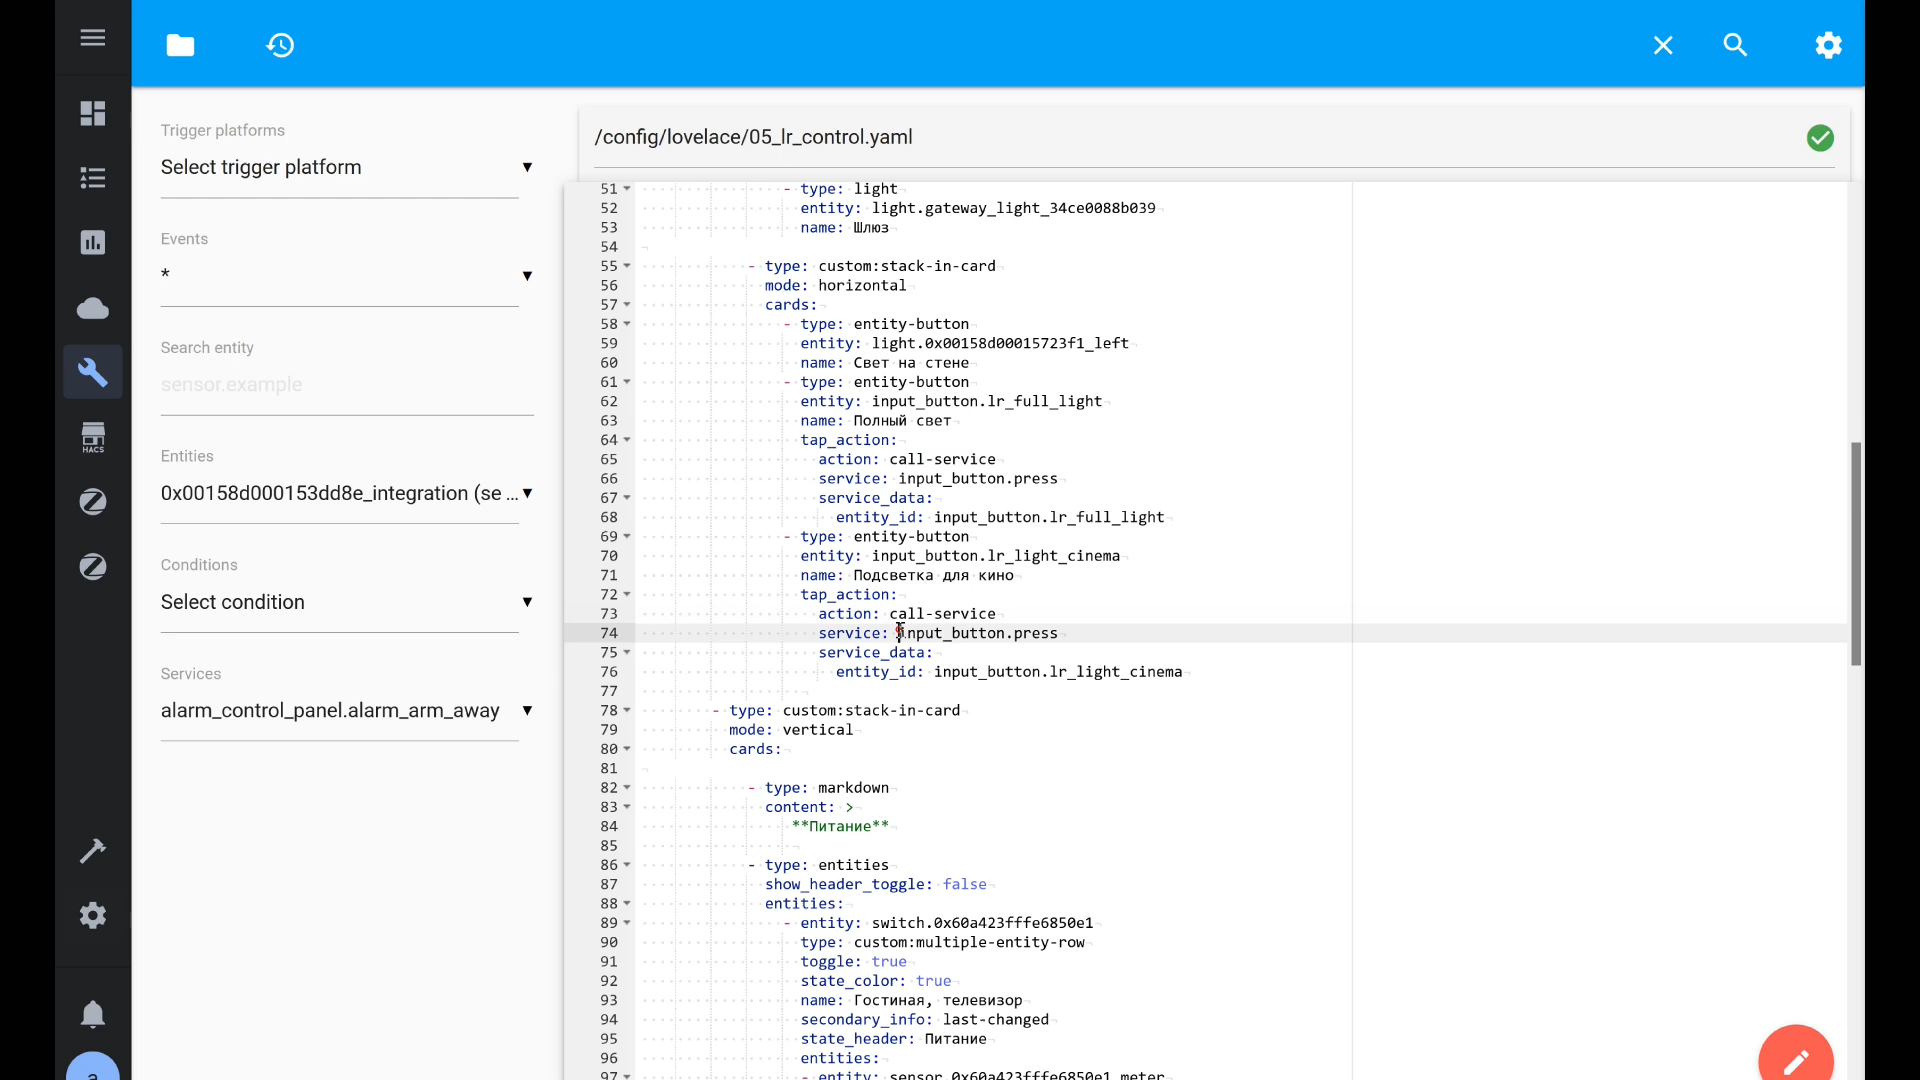 /config/lovelace/05_lr_control.yaml
Trigger platforms
Select trigger platform
Events
*
Search entity
sensor.example
HACS
Entities
0x00158d000153dd8e_integration (se ...
Conditions
Select condition
Services
alarm_control_panel.alarm_arm_away
a
51 - type: light
52 entity: light.gateway_light_34ce0088b039
53 name: Шлюз
54
55 - type: custom:stack-in-card
56 mode: horizontal
57 cards:
58 - type: entity-button
59 entity: light.0x00158d00015723f1_left
60 name: Свет на стене
61 - type: entity-button
62 entity: input_button.lr_full_light
63 name: Полный свет
64 tap_action:
65 action: call-service
66 service: input_button.press
67 service_data:
68 entity_id: input_button.lr_full_light
69 - type: entity-button
70 entity: input_button.lr_light_cinema
71 name: Подсветка для кино
72 tap_action:
73 action: call-service
74 service: input_button.press
75 service_data:
76 entity_id: input_button.lr_light_cinema
77
78 - type: custom:stack-in-card
79 mode: vertical
80 cards:
81
82 - type: markdown
83 content: >
84 **Питание**
85
86 - type: entities
87 show_header_toggle: false
88 entities:
89 - entity: switch.0x60a423fffe6850e1
90 type: custom:multiple-entity-row
91 toggle: true
92 state_color: true
93 name: Гостиная, телевизор
94 secondary_info: last-changed
95 state_header: Питание
96 entities:
97 - entity: sensor.0x60a423fffe6850e1_meter